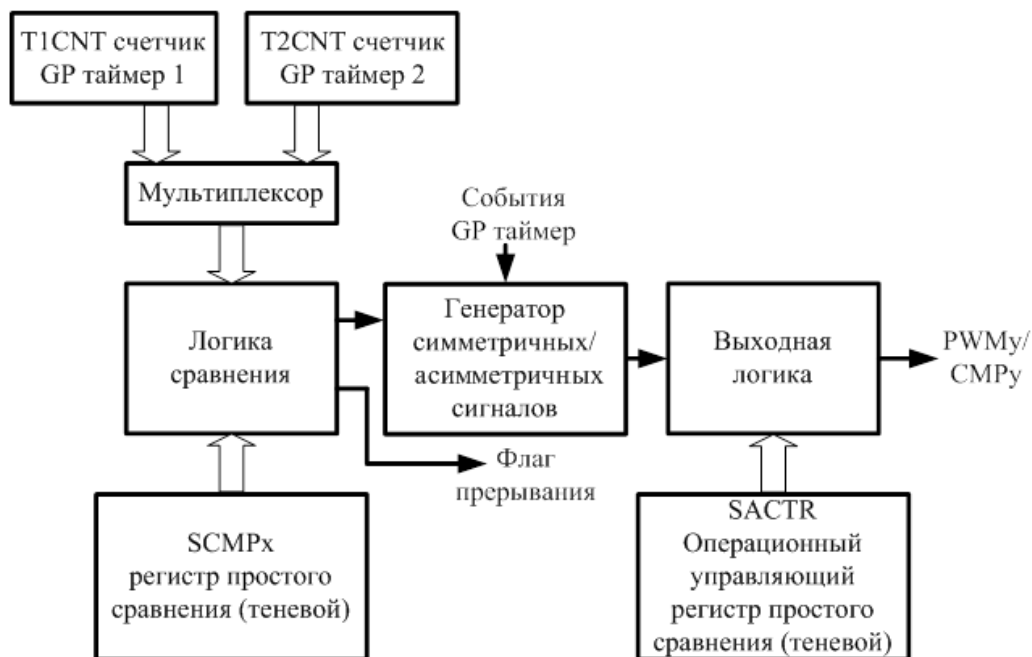 T1CNT счетчик
GP таймер 1
T2CNT счетчик
GP таймер 2
Мультиплексор
События
GP таймер
Логика
сравнения
Генератор
симметричных/
асимметричных
сигналов
Выходная
логика
PWMy/
CMPy
Флаг
прерывания
SCMPx
регистр простого
сравнения (теневой)
SACTR
Операционный
управляющий
регистр простого
сравнения (теневой)